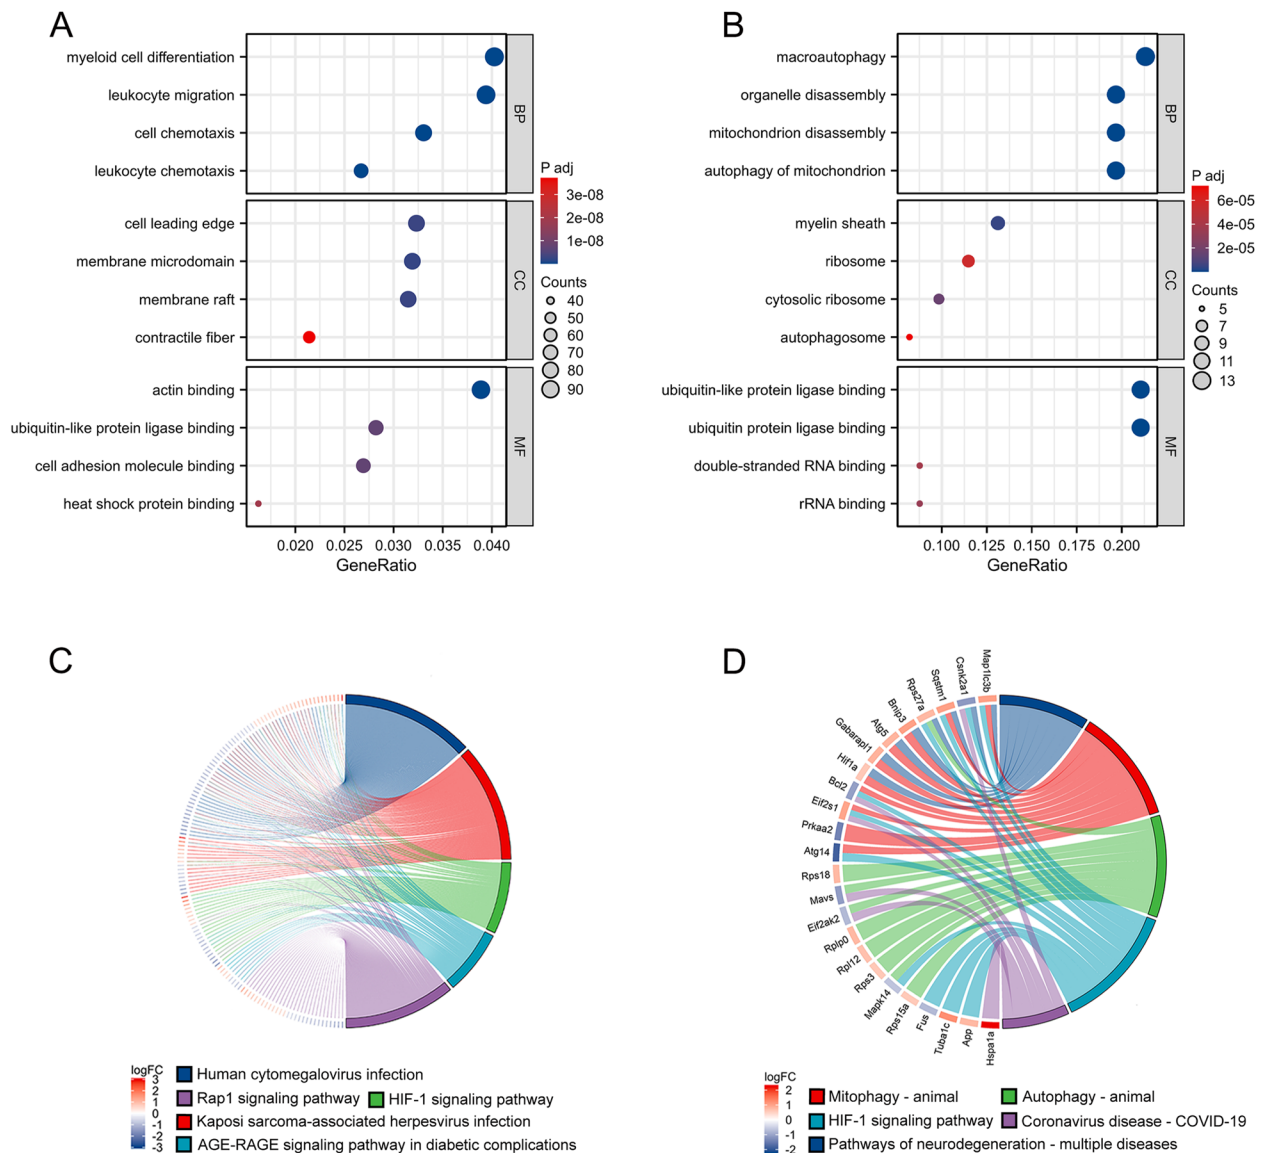 A
myeloid cell differentiation
leukocyte migration
cell chemotaxis
leukocyte chemotaxis
BP
cell leading edge
membrane microdomain
membrane raft
contractile fiber
CC
actin binding
ubiquitin-like protein ligase binding
cell adhesion molecule binding
heat shock protein binding
MF
0.020 0.025 0.030 0.035 0.040
GeneRatio
P adj
3e-08
2e-08
1e-08
Counts
40
50
60
70
80
90
B
macroautophagy
organelle disassembly
mitochondrion disassembly
autophagy of mitochondrion
BP
myelin sheath
ribosome
cytosolic ribosome
autophagosome
CC
ubiquitin-like protein ligase binding
ubiquitin protein ligase binding
double-stranded RNA binding
rRNA binding
MF
0.100 0.125 0.150 0.175 0.200
GeneRatio
P adj
6e-05
4e-05
2e-05
Counts
5
7
9
11
13
C
logFC
3
2
1
0
-1
-2
-3
Human cytomegalovirus infection
Rap1 signaling pathway
HIF-1 signaling pathway
Kaposi sarcoma-associated herpesvirus infection
AGE-RAGE signaling pathway in diabetic complications
D
Map1lc3b
Csnk2a1
Sqstm1
Rps27a
Bnip3
Atg5
Gabarapl1
Hif1a
Bcl2
Eif2s1
Prkaa2
Atg14
Rps18
Mavs
Eif2ak2
Rplp0
Rpl12
Rps3
Mapk14
Rps15a
Fus
Tuba1c
App
Hspa1a
logFC
2
1
0
-1
-2
Mitophagy - animal
Autophagy - animal
HIF-1 signaling pathway
Coronavirus disease - COVID-19
Pathways of neurodegeneration - multiple diseases